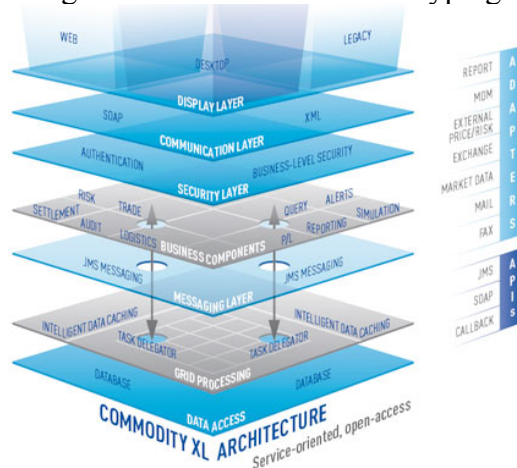 WEB
LEGACY
DESKTOP
DISPLAY LAYER
SOAP
XML
COMMUNICATION LAYER
AUTHENTICATION
BUSINESS-LEVEL SECURITY
SECURITY LAYER
RISK
TRADE
SETTLEMENT
AUDIT
LOGISTICS
QUERY
ALERTS
SIMULATION
P/L
REPORTING
BUSINESS COMPONENTS
JMS MESSAGING
JMS MESSAGING
MESSAGING LAYER
INTELLIGENT DATA CACHING
INTELLIGENT DATA CACHING
TASK DELEGATOR
TASK DELEGATOR
GRID PROCESSING
DATABASE
DATABASE
DATA ACCESS
COMMODITY XL ARCHITECTURE
Service-oriented, open-access
ADAPTERS
REPORT
MDM
EXTERNAL
PRICE/RISK
EXCHANGE
MARKET DATA
MAIL
FAX
APIs
JMS
SOAP
CALLBACK